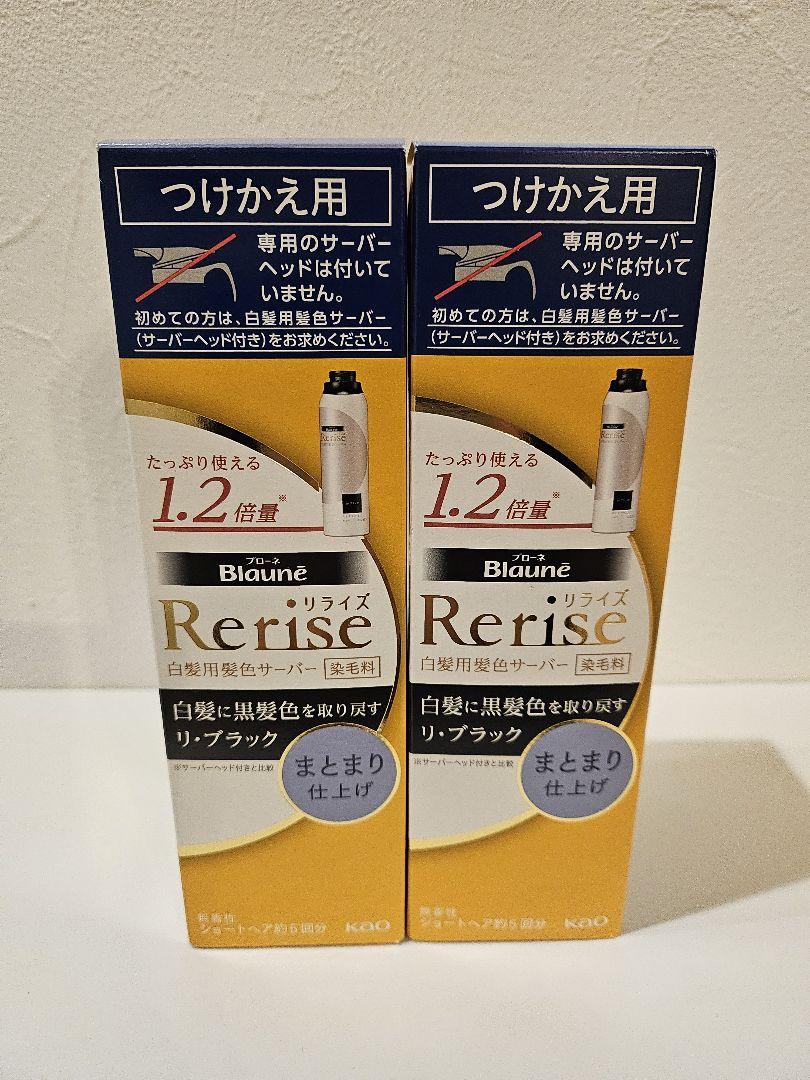 つけかえ用
専用のサーバー
ヘッドは付いて
いません。
初めての方は、白髪用髪色サーバー
(サーバーヘッド付き)をお求めください。
Rerise
たっぷり使える
1.2倍量※
ブローネ
Blauné
リライズ
Rerise
白髪用髪色サーバー 染毛料
白髪に黒髪色を取り戻す
リ・ブラック
※サーバーヘッド付きと比較
まとまり
仕上げ
無香性
ショートヘア約5回分
Kao
つけかえ用
専用のサーバー
ヘッドは付いて
いません。
初めての方は、白髪用髪色サーバー
(サーバーヘッド付き)をお求めください。
Rerise
たっぷり使える
1.2倍量※
ブローネ
Blauné
リライズ
Rerise
白髪用髪色サーバー 染毛料
白髪に黒髪色を取り戻す
リ・ブラック
※サーバーヘッド付きと比較
まとまり
仕上げ
無香性
ショートヘア約5回分
Kao